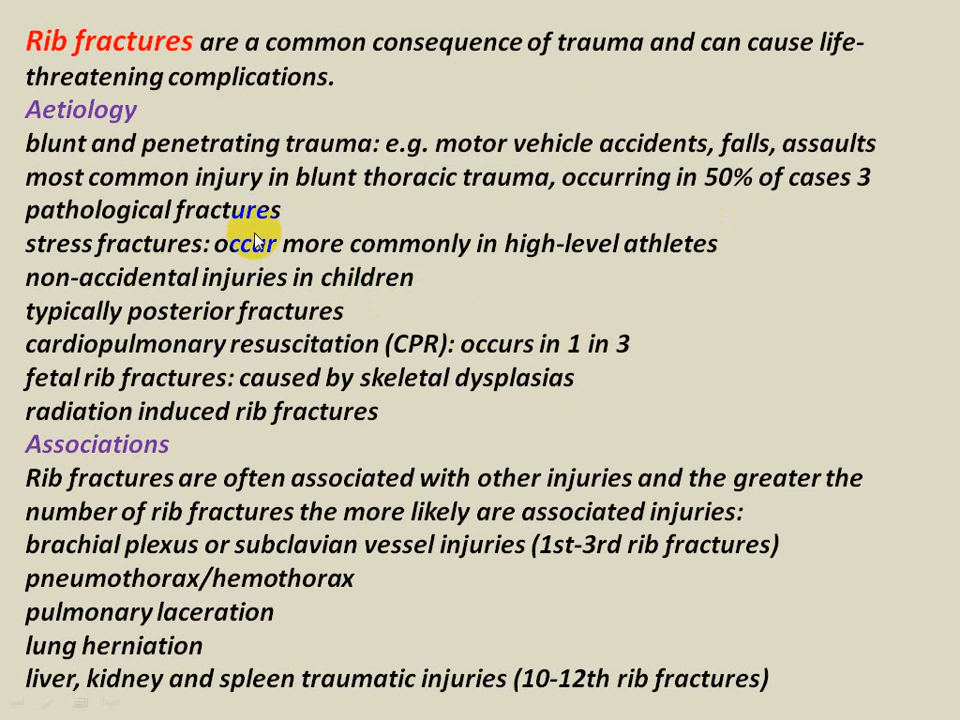 Rib fractures are a common consequence of trauma and can cause life-
threatening complications.
Aetiology
blunt and penetrating trauma: e.g. motor vehicle accidents, falls, assaults
most common injury in blunt thoracic trauma, occurring in 50% of cases 3
pathological fractures
stress fractures: occur more commonly in high-level athletes
non-accidental injuries in children
typically posterior fractures
cardiopulmonary resuscitation (CPR): occurs in 1 in 3
fetal rib fractures: caused by skeletal dysplasias
radiation induced rib fractures
Associations
Rib fractures are often associated with other injuries and the greater the
number of rib fractures the more likely are associated injuries:
brachial plexus or subclavian vessel injuries (1st-3rd rib fractures)
pneumothorax/hemothorax
pulmonary laceration
lung herniation
liver, kidney and spleen traumatic injuries (10-12th rib fractures)